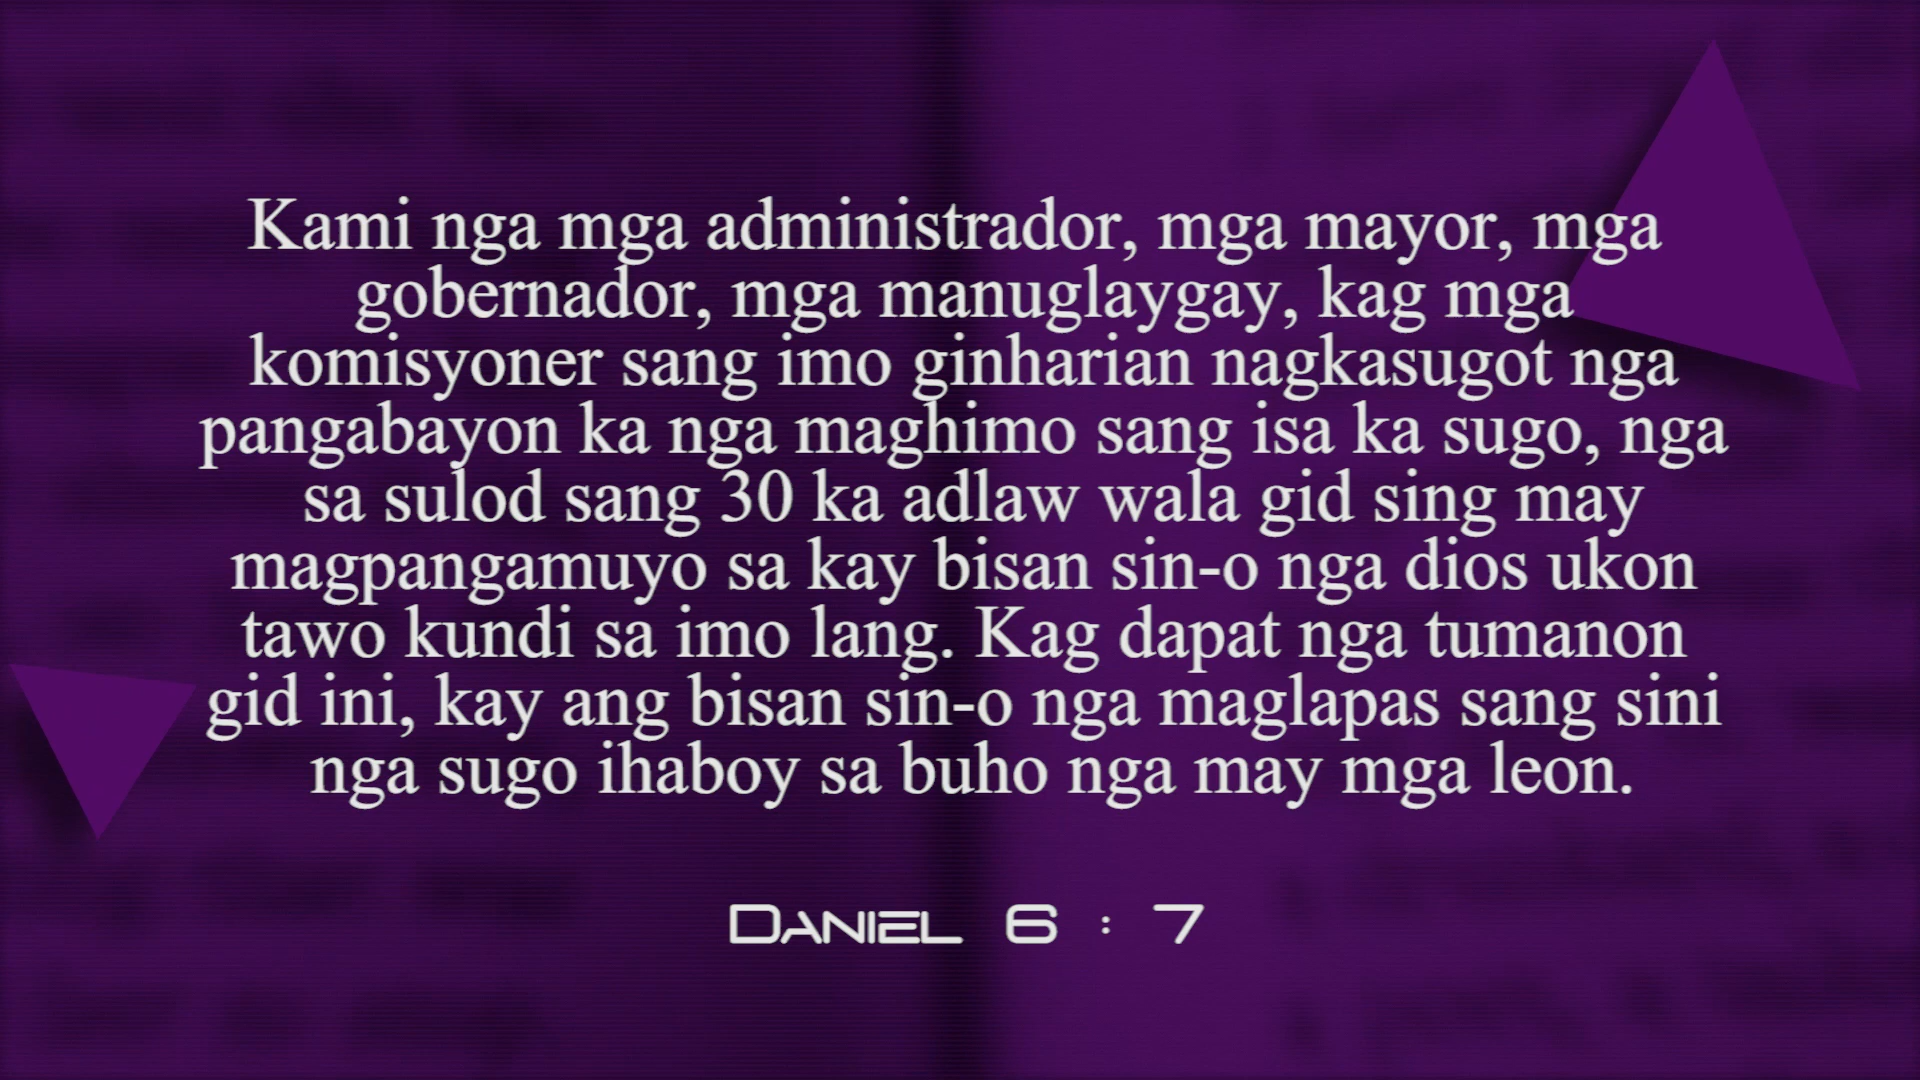 Kami nga mga administrador, mga mayor, mga
gobernador, mga manuglaygay, kag mga
komisyoner sang imo ginharian nagkasugot nga
pangabayon ka nga maghimo sang isa ka sugo, nga
sa sulod sang 30 ka adlaw wala gid sing may
magpangamuyo sa kay bisan sin-o nga dios ukon
tawo kundi sa imo lang. Kag dapat nga tumanon
gid ini, kay ang bisan sin-o nga maglapas sang sini
nga sugo ihaboy sa buho nga may mga leon.
Daniel 6 : 7